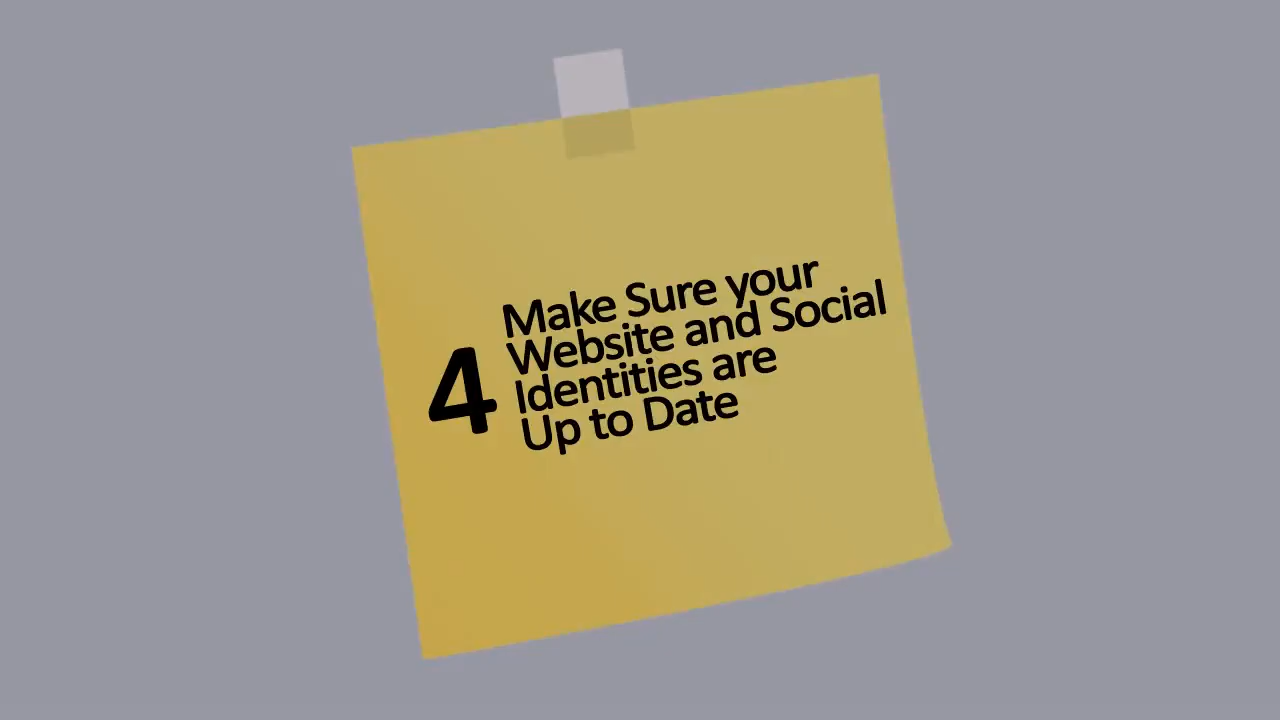 4
Make Sure your
Website and Social
Identities are
Up to Date